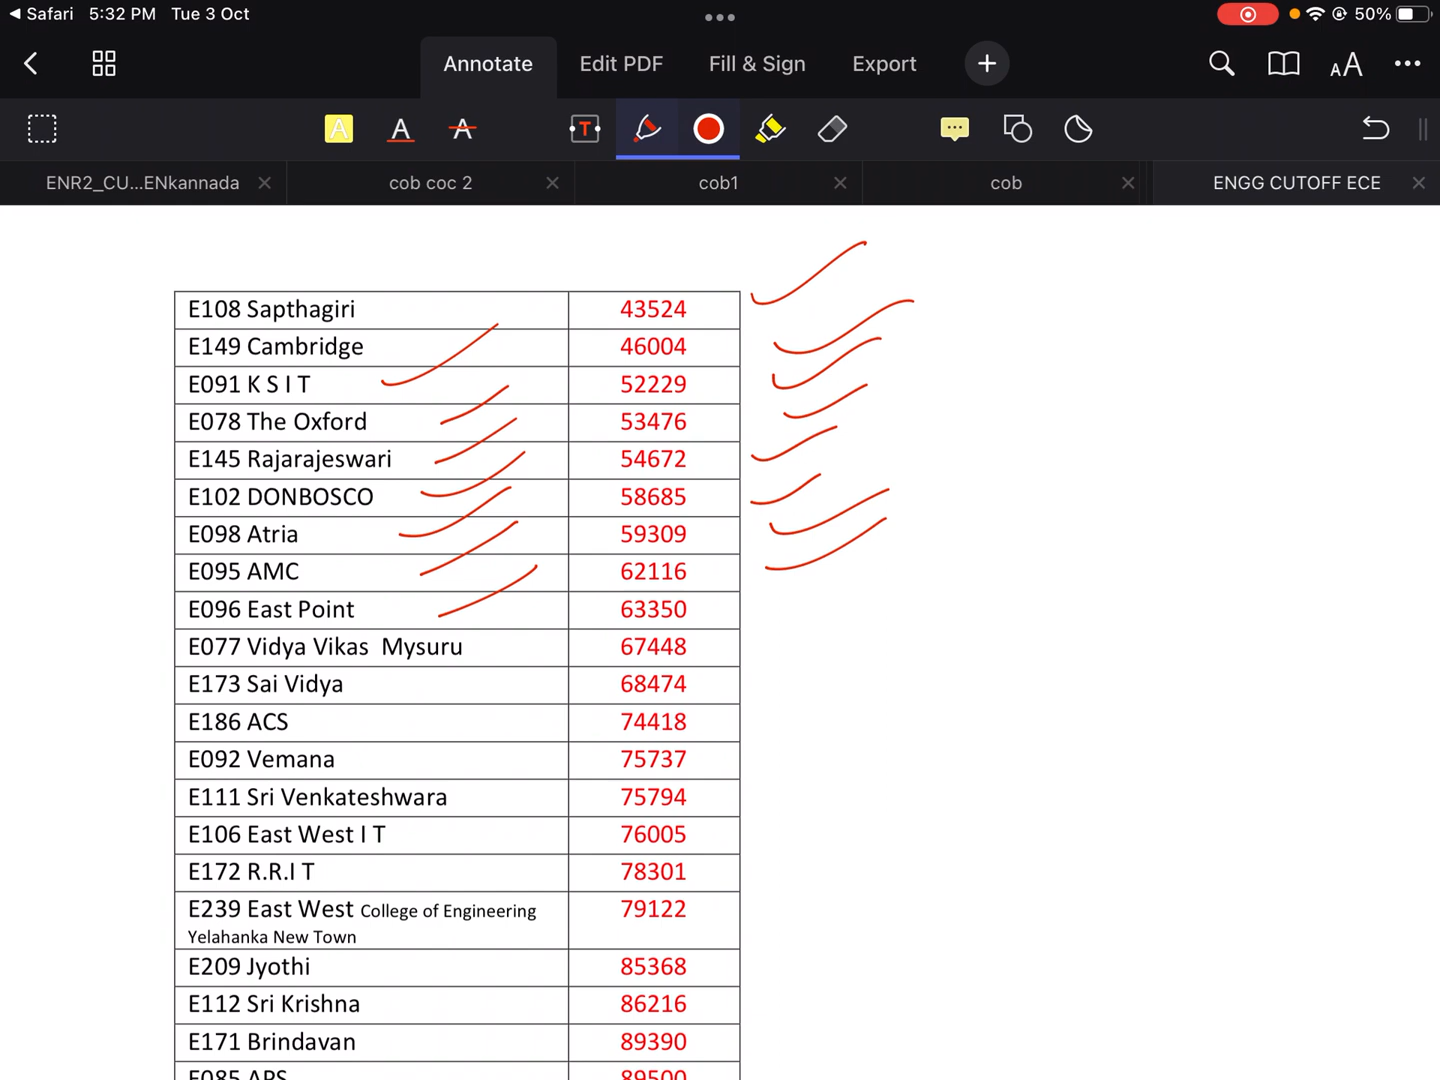 Safari 5:32 PM Tue 3 Oct 50%
Annotate Edit PDF Fill & Sign Export
ENR2_CU...ENkannada cob coc 2 cob1 cob ENGG CUTOFF ECE
E108 Sapthagiri 43524
E149 Cambridge 46004
E091 K S I T 52229
E078 The Oxford 53476
E145 Rajarajeswari 54672
E102 DONBOSCO 58685
E098 Atria 59309
E095 AMC 62116
E096 East Point 63350
E077 Vidya Vikas Mysuru 67448
E173 Sai Vidya 68474
E186 ACS 74418
E092 Vemana 75737
E111 Sri Venkateshwara 75794
E106 East West I T 76005
E172 R.R.I T 78301
E239 East West College of Engineering 79122
Yelahanka New Town
E209 Jyothi 85368
E112 Sri Krishna 86216
E171 Brindavan 89390
E085 APS 89500